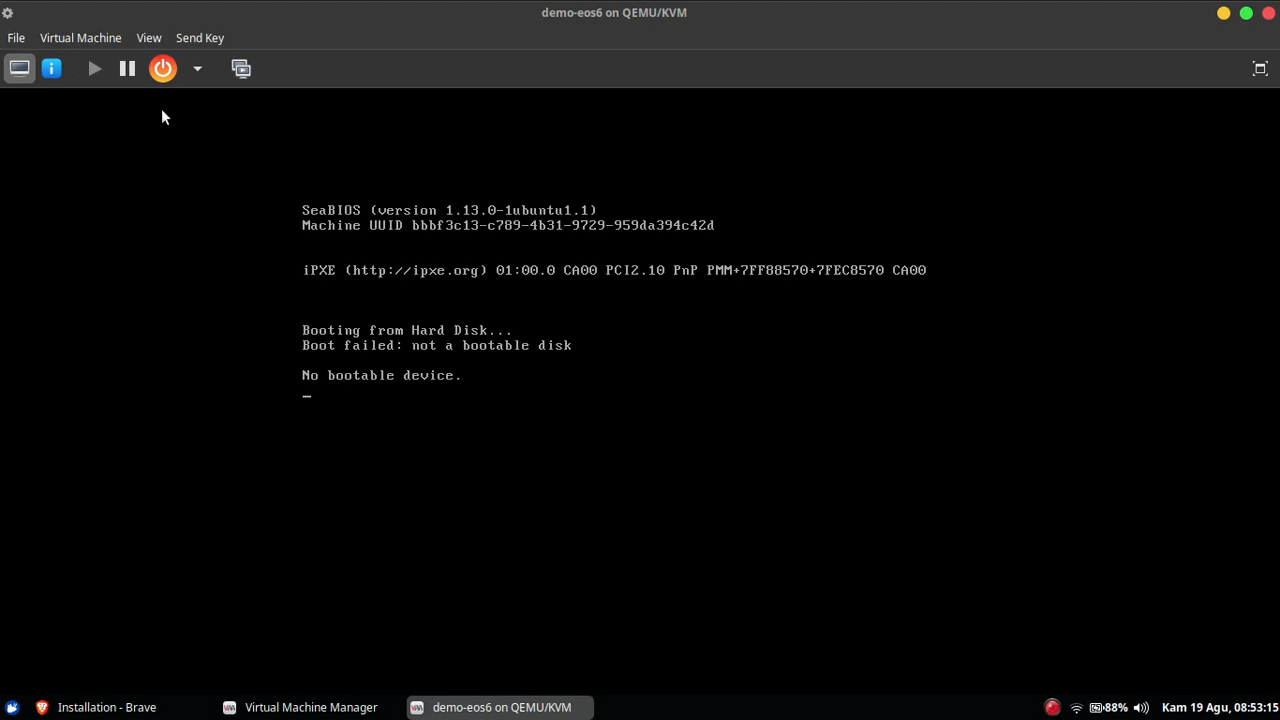 demo-eos6 on QEMU/KVM
File Virtual Machine View Send Key
SeaBIOS (version 1.13.0-1ubuntu1.1)
Machine UUID bbbf3c13-c789-4b31-9729-959da394c42d
iPXE (http://ipxe.org) 01:00.0 CA00 PCI2.10 PnP PMM+7FF88570+7FEC8570 CA00
Booting from Hard Disk...
Boot failed: not a bootable disk
No bootable device.
_
Installation - Brave Virtual Machine Manager demo-eos6 on QEMU/KVM 88% Kam 19 Agu, 08:53:15